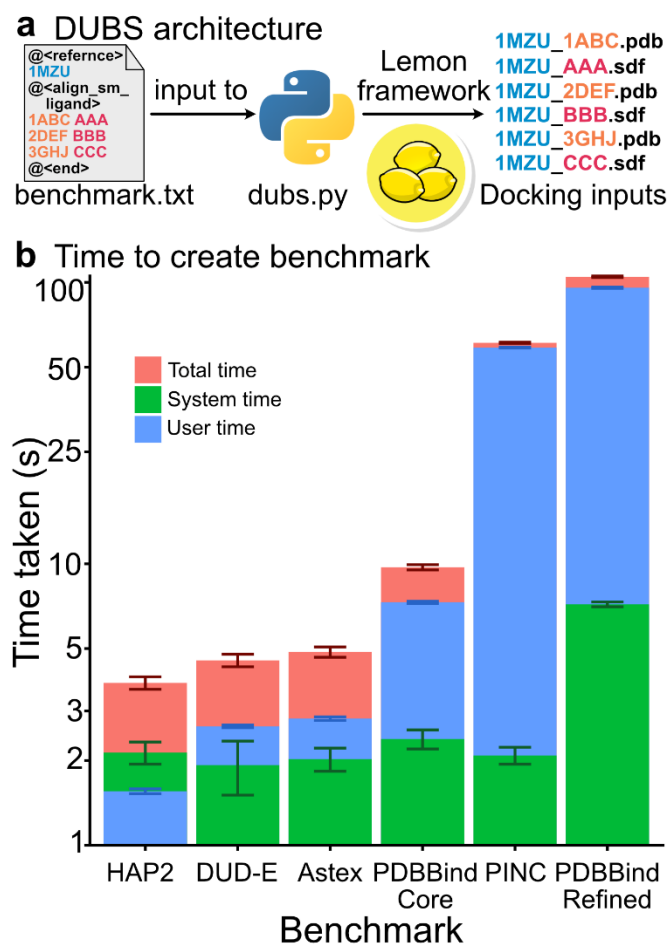 a DUBS architecture
@<refernce>
1MZU
@<align_sm_
ligand>
1ABC AAA
2DEF BBB
3GHJ CCC
@<end>
benchmark.txt
input to
dubs.py
Lemon
framework
1MZU_1ABC.pdb
1MZU_AAA.sdf
1MZU_2DEF.pdb
1MZU_BBB.sdf
1MZU_3GHJ.pdb
1MZU_CCC.sdf
Docking inputs
b Time to create benchmark
Time taken (s)
100
50
25
10
5
3
2
1
Total time
System time
User time
HAP2
DUD-E
Astex
PDBBind
Core
PINC
PDBBind
Refined
Benchmark